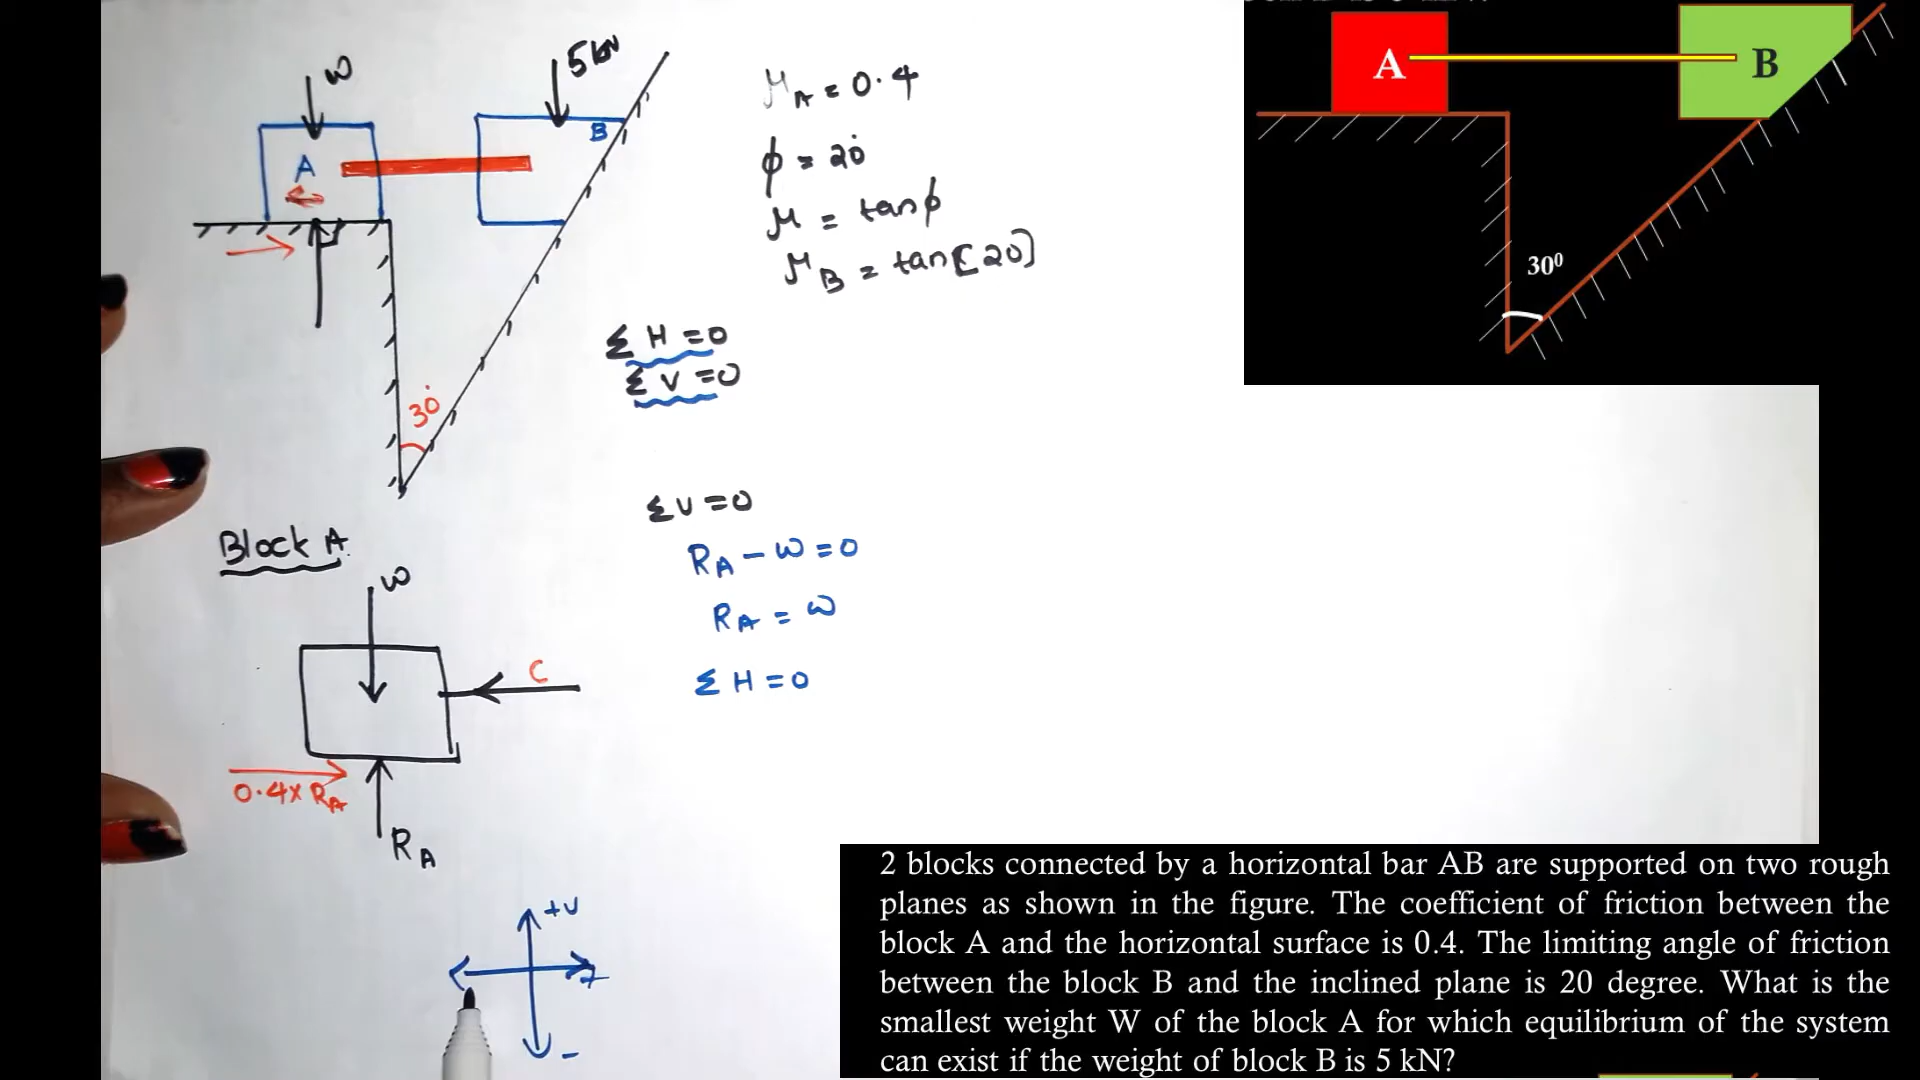 W
5kN
A
B
30°
μA = 0.4
ϕ = 20°
μ = tanϕ
μB = tan[20°]
Σ H = 0
Σ V = 0
Block A
W
C
0.4 x RA
RA
ΣV = 0
RA - W = 0
RA = W
Σ H = 0
+V
-
A
B
30⁰
2 blocks connected by a horizontal bar AB are supported on two rough
planes as shown in the figure. The coefficient of friction between the
block A and the horizontal surface is 0.4. The limiting angle of friction
between the block B and the inclined plane is 20 degree. What is the
smallest weight W of the block A for which equilibrium of the system
can exist if the weight of block B is 5 kN?